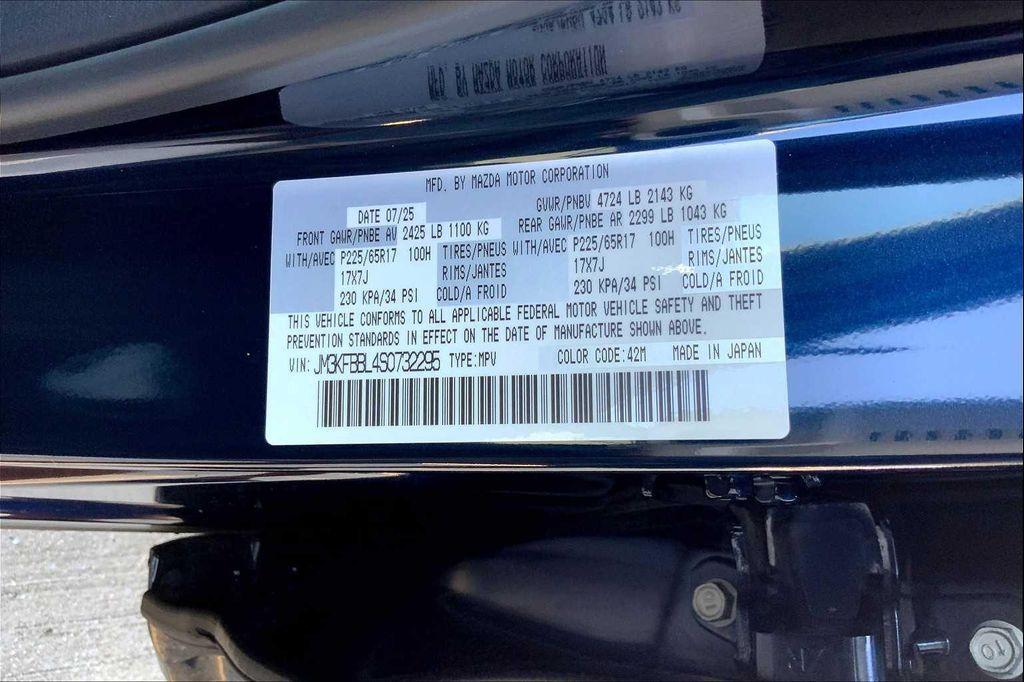 MFD. BY MAZDA MOTOR CORPORATION
DATE 07/25 GVWR/PNBV 4724 LB 2143 KG
FRONT GAWR/PNBE AV 2425 LB 1100 KG REAR GAWR/PNBE AR 2299 LB 1043 KG
WITH/AVEC P225/65R17 100H TIRES/PNEUS WITH/AVEC P225/65R17 100H TIRES/PNEUS
17X7J RIMS/JANTES 17X7J RIMS/JANTES
230 KPA/34 PSI COLD/A FROID 230 KPA/34 PSI COLD/A FROID
THIS VEHICLE CONFORMS TO ALL APPLICABLE FEDERAL MOTOR VEHICLE SAFETY AND THEFT
PREVENTION STANDARDS IN EFFECT ON THE DATE OF MANUFACTURE SHOWN ABOVE.
VIN: JM3KFBBL4S0732295 TYPE:MPV COLOR CODE:42M MADE IN JAPAN
10